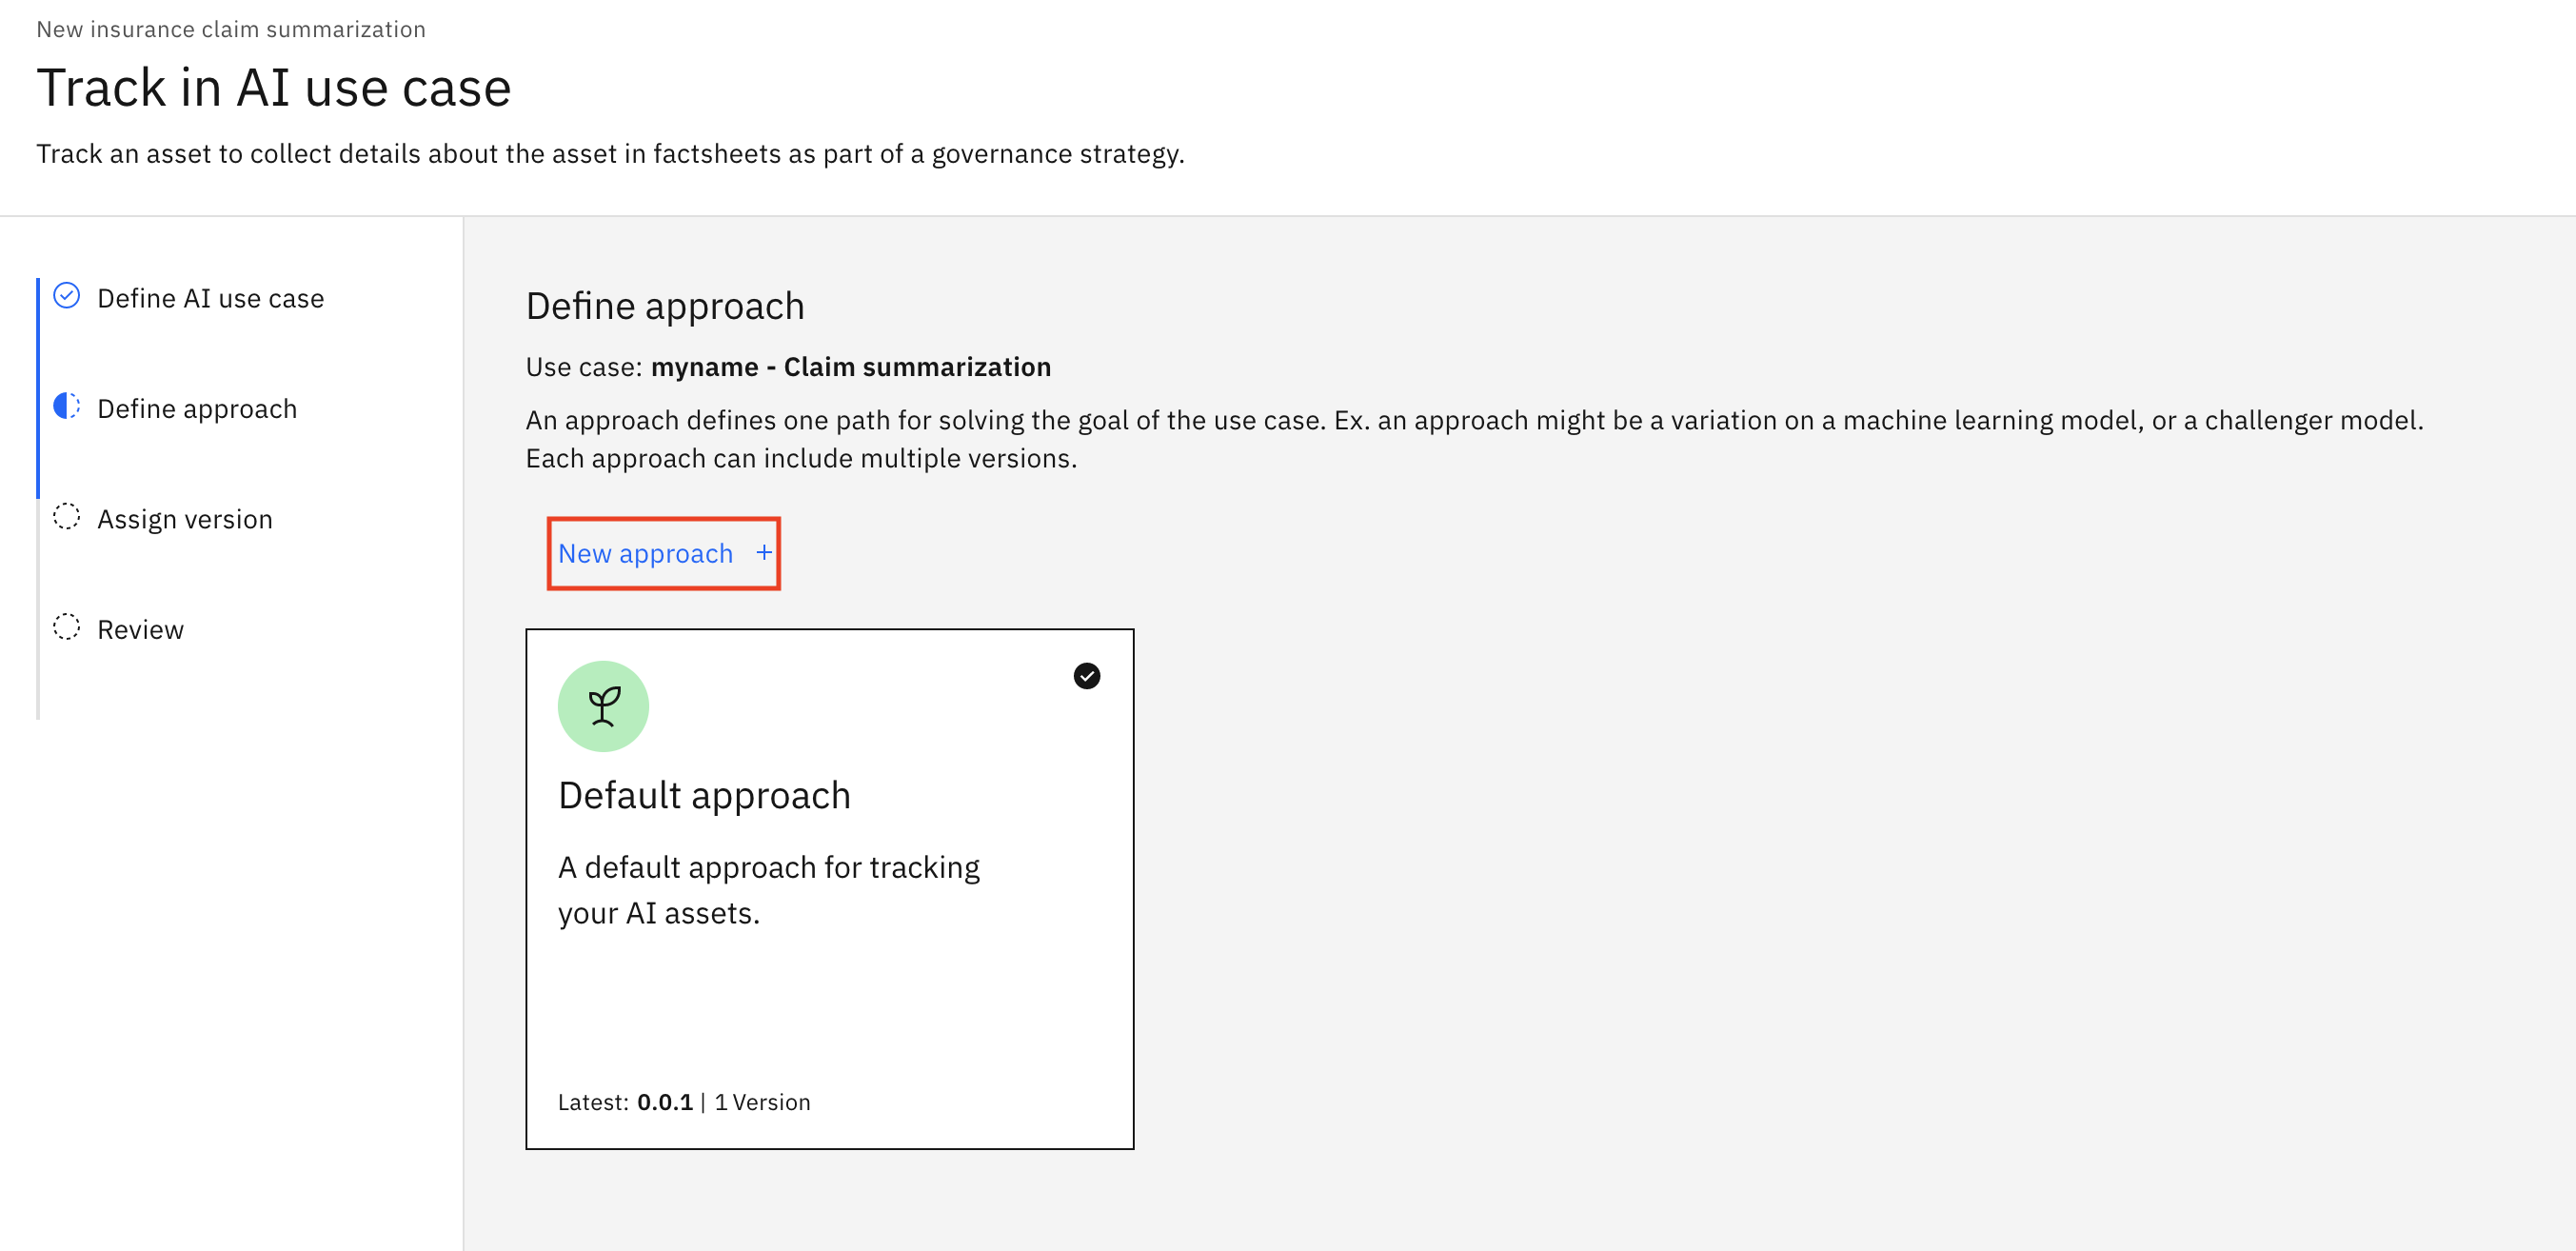 New insurance claim summarization
Track in AI use case
Track an asset to collect details about the asset in factsheets as part of a governance strategy.
Define AI use case
Define approach
Assign version
Review
Define approach
Use case: myname - Claim summarization
An approach defines one path for solving the goal of the use case. Ex. an approach might be a variation on a machine learning model, or a challenger model.
Each approach can include multiple versions.
New approach +
Default approach
A default approach for tracking
your AI assets.
Latest: 0.0.1 | 1 Version